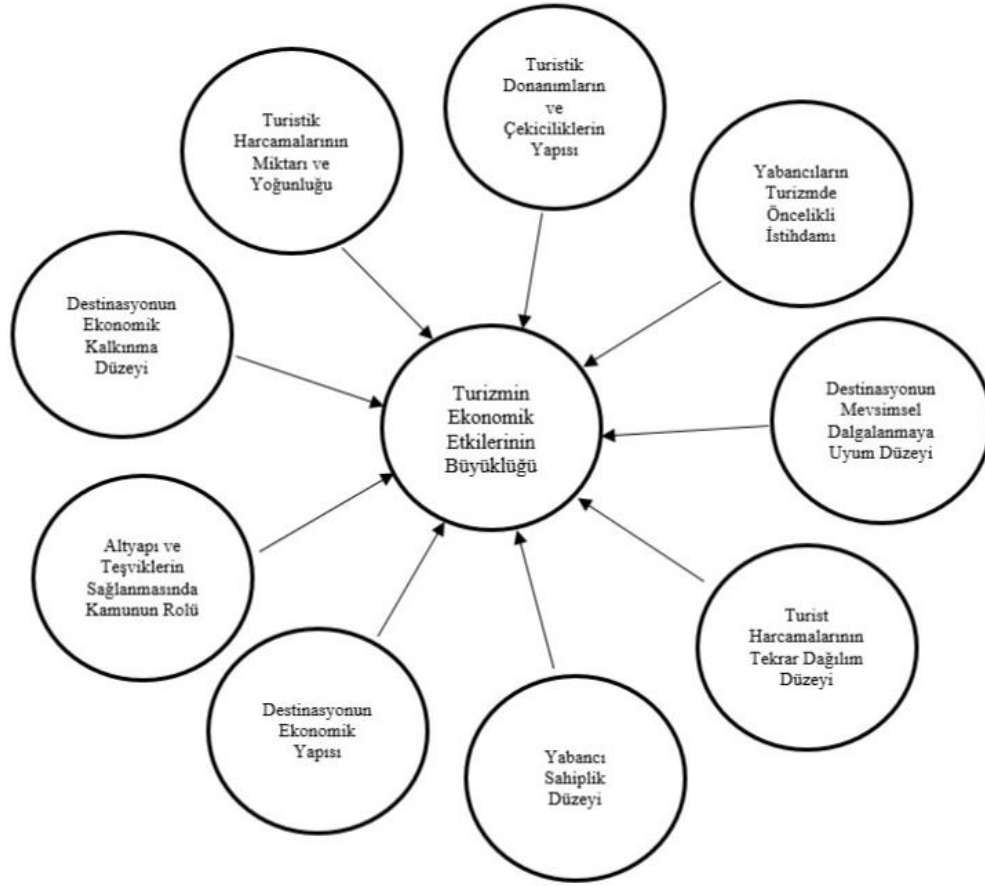 Turistik
Donanımların
ve
Çekiciliklerin
Yapısı
Turistik
Harcamalarının
Miktarı ve
Yoğunluğu
Yabancıların
Turizmde
Öncelikli
İstihdamı
Destinasyonun
Ekonomik
Kalkınma
Düzeyi
Turizmin
Ekonomik
Etkilerinin
Büyüklüğü
Destinasyonun
Mevsimsel
Dalgalanmaya
Uyum Düzeyi
Altyapı ve
Teşviklerin
Sağlanmasında
Kamunun Rolü
Turist
Harcamalarının
Tekrar Dağılım
Düzeyi
Destinasyonun
Ekonomik
Yapısı
Yabancı
Sahiplik
Düzeyi